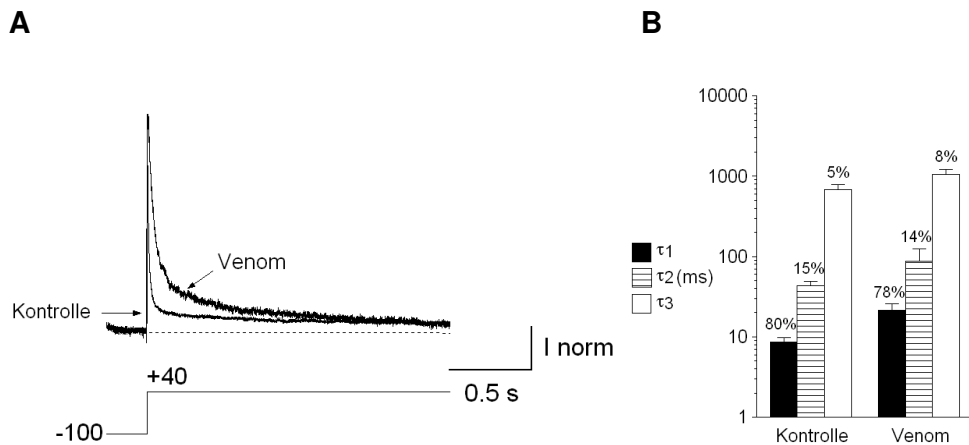 A
Kontrolle
Venom
I norm
0.5 s
+40
-100
B
10000
1000
100
10
1
τ1
τ2 (ms)
τ3
80%
15%
5%
78%
14%
8%
Kontrolle
Venom